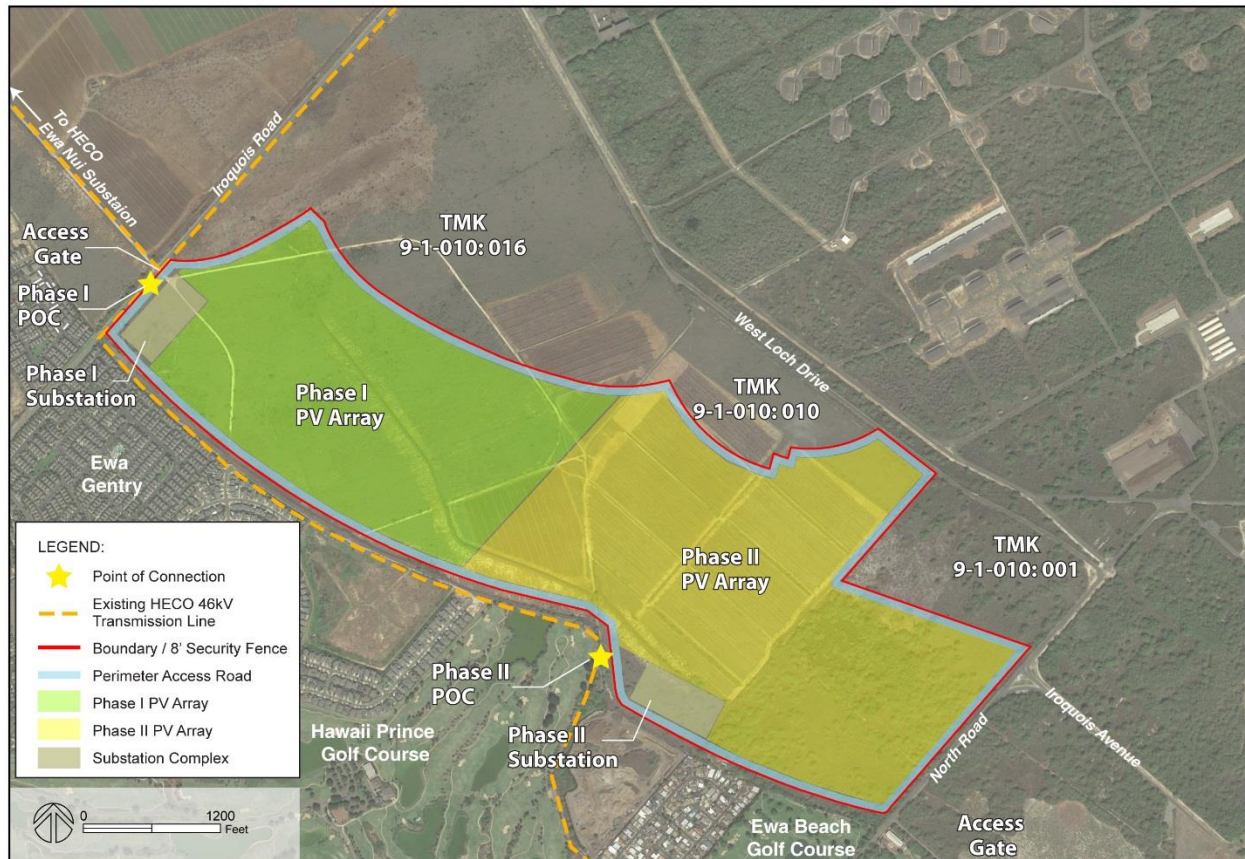 To HECO
Ewa Nui Substaion
Iroquois Road
Access
Gate
Phase I
POC
Phase I
Substation
TMK
9-1-010: 016
West Loch Drive
Phase I
PV Array
TMK
9-1-010: 010
Ewa
Gentry
Phase II
PV Array
TMK
9-1-010: 001
Phase II
POC
Phase II
Substation
Hawaii Prince
Golf Course
North Road
Iroquois Avenue
Ewa Beach
Golf Course
Access
Gate
LEGEND:
Point of Connection
Existing HECO 46kV
Transmission Line
Boundary / 8' Security Fence
Perimeter Access Road
Phase I PV Array
Phase II PV Array
Substation Complex
0 1200
Feet